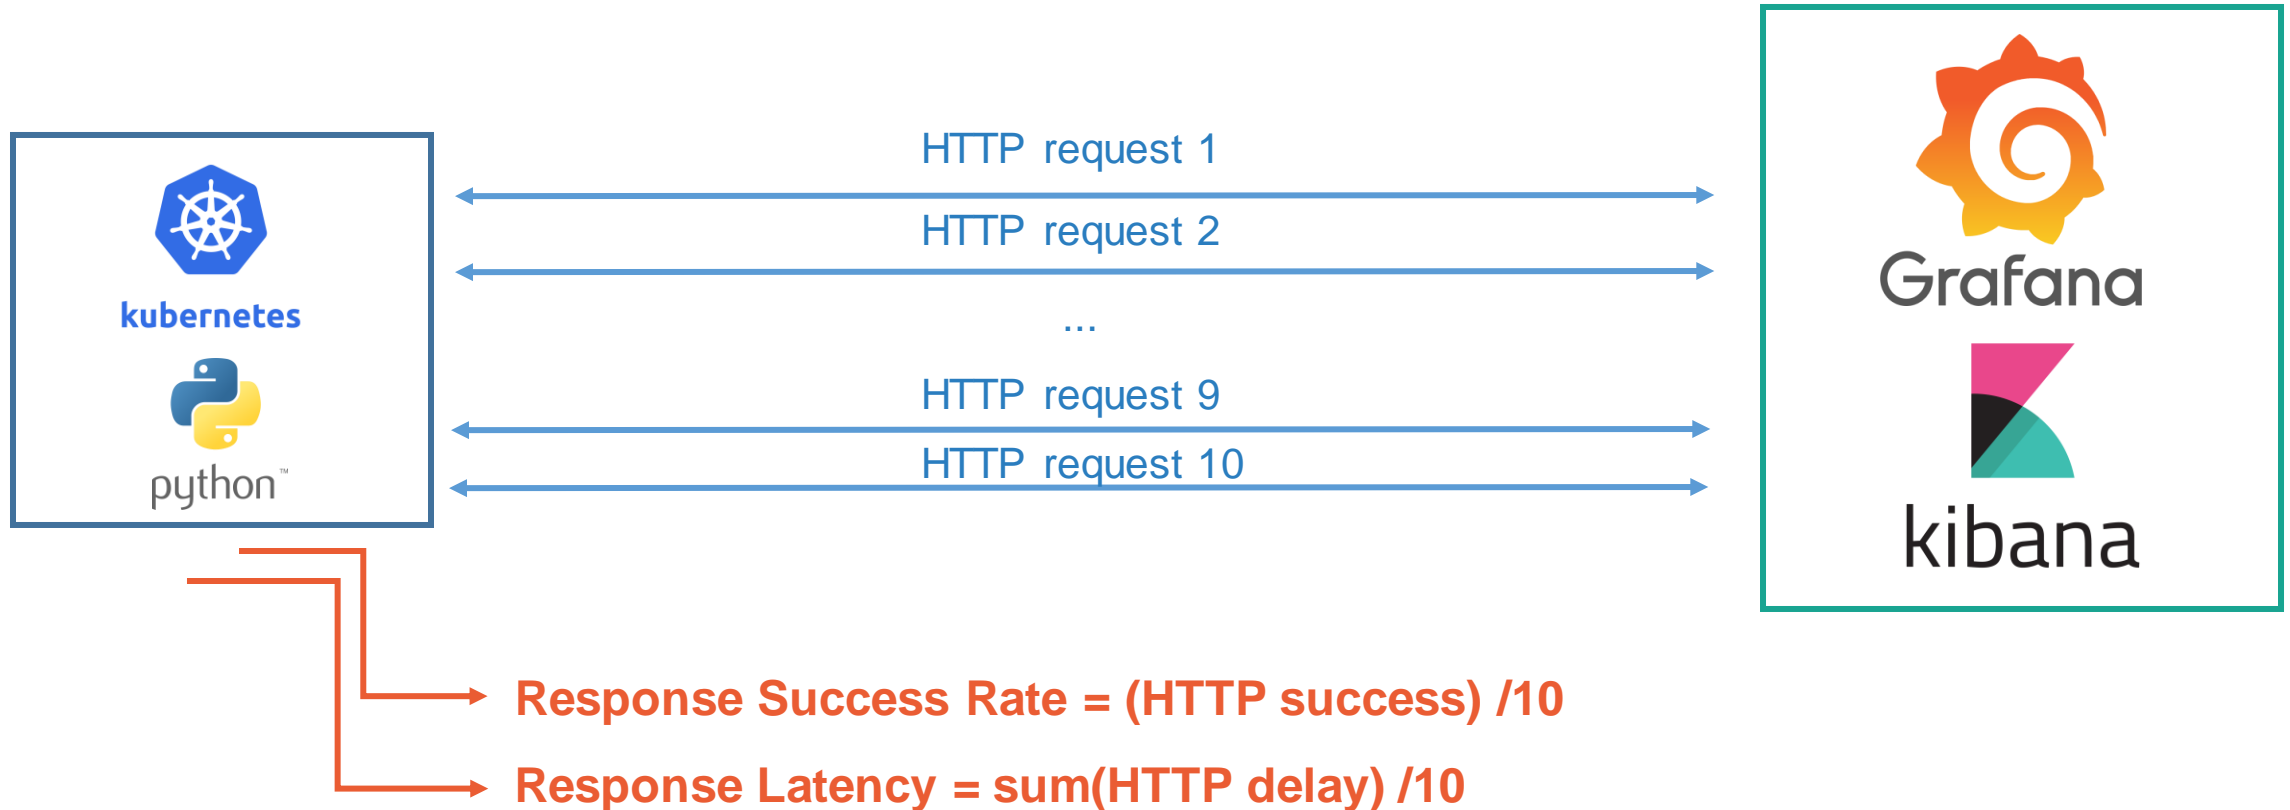 HTTP request 1
HTTP request 2
...
HTTP request 9
HTTP request 10
kubernetes
python™
Grafana
kibana
Response Success Rate = (HTTP success) /10
Response Latency = sum(HTTP delay) /10